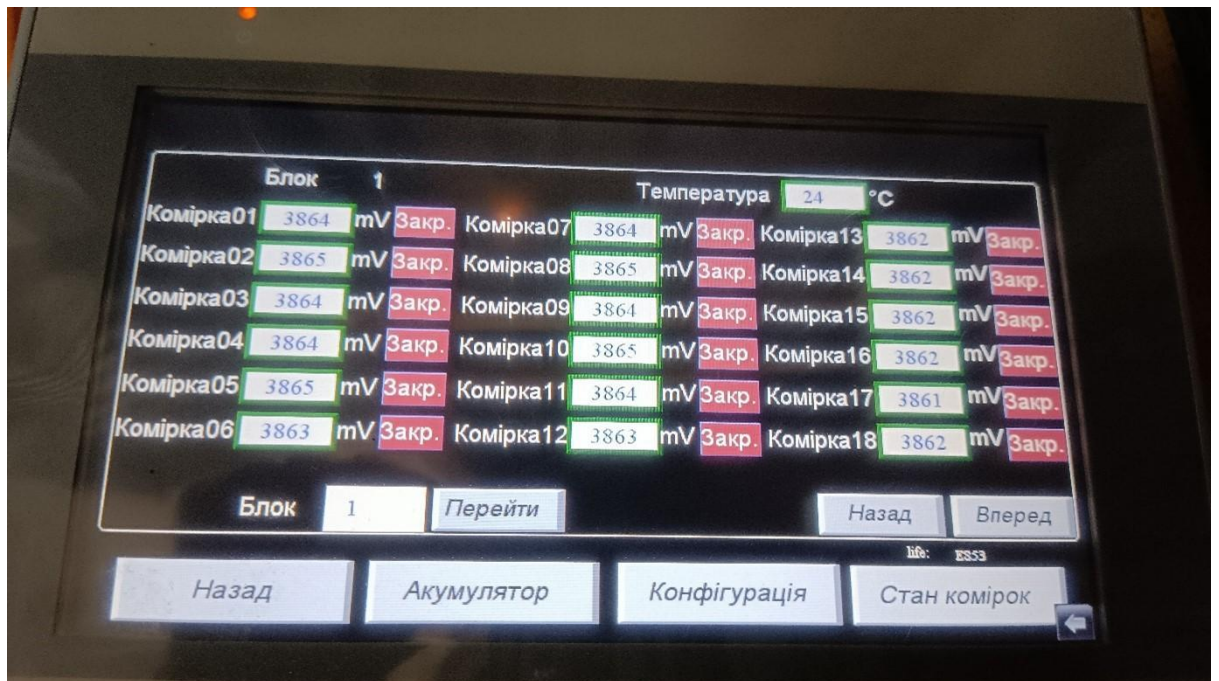 Блок 1 Температура 24 °C
Комірка01 3864 mV Закр. Комірка07 3864 mV Закр. Комірка13 3862 mV Закр.
Комірка02 3865 mV Закр. Комірка08 3865 mV Закр. Комірка14 3862 mV Закр.
Комірка03 3864 mV Закр. Комірка09 3864 mV Закр. Комірка15 3862 mV Закр.
Комірка04 3864 mV Закр. Комірка10 3865 mV Закр. Комірка16 3862 mV Закр.
Комірка05 3865 mV Закр. Комірка11 3864 mV Закр. Комірка17 3861 mV Закр.
Комірка06 3863 mV Закр. Комірка12 3863 mV Закр. Комірка18 3862 mV Закр.
Блок 1 Перейти Назад Вперед
life: ES53
Назад Акумулятор Конфігурація Стан комірок